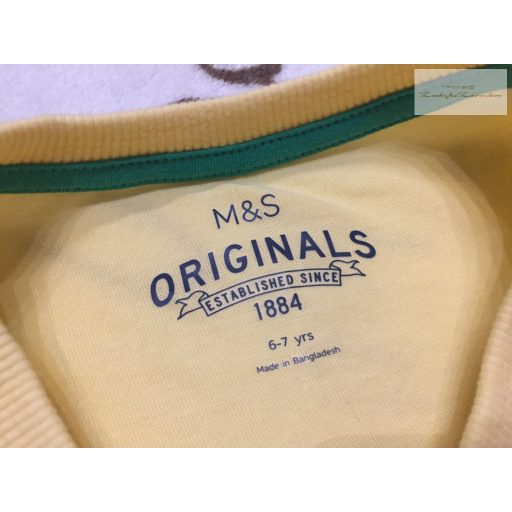 M&S
ORIGINALS
ESTABLISHED SINCE
1884
6-7 yrs
Made in Bangladesh